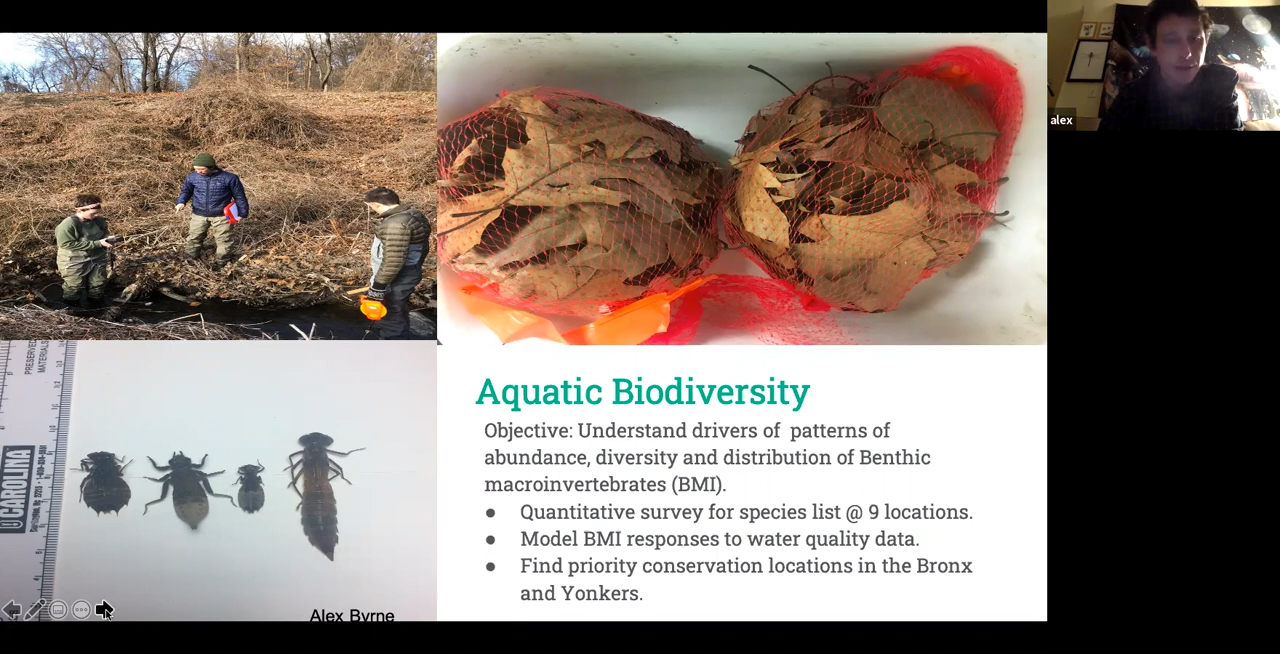 alex
Aquatic Biodiversity
Objective: Understand drivers of patterns of
abundance, diversity and distribution of Benthic
macroinvertebrates (BMI).
● Quantitative survey for species list @ 9 locations.
● Model BMI responses to water quality data.
● Find priority conservation locations in the Bronx
and Yonkers.
PRESERVED
MATERIALS
CAROLINA
Alex Byrne